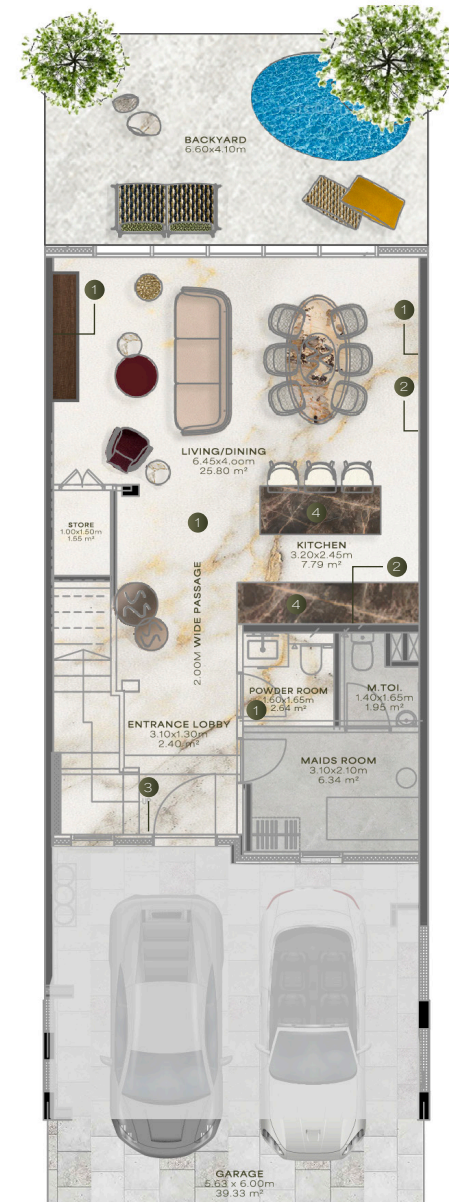 BACKYARD
6.60x4.10m
1
1
2
LIVING/DINING
6.45x4.00m
25.80 m²
STORE
1.00x1.50m
1.55 m²
1
4
KITCHEN
3.20x2.45m
7.79 m²
2
4
2.00M WIDE PASSAGE
POWDER ROOM
1.60x1.65m
2.64 m²
M.TOI.
1.40x1.65m
1.95 m²
1
ENTRANCE LOBBY
3.10x1.30m
2.40 m²
MAIDS ROOM
3.10x2.10m
6.34 m²
3
GARAGE
5.63 x 6.00m
39.33 m²